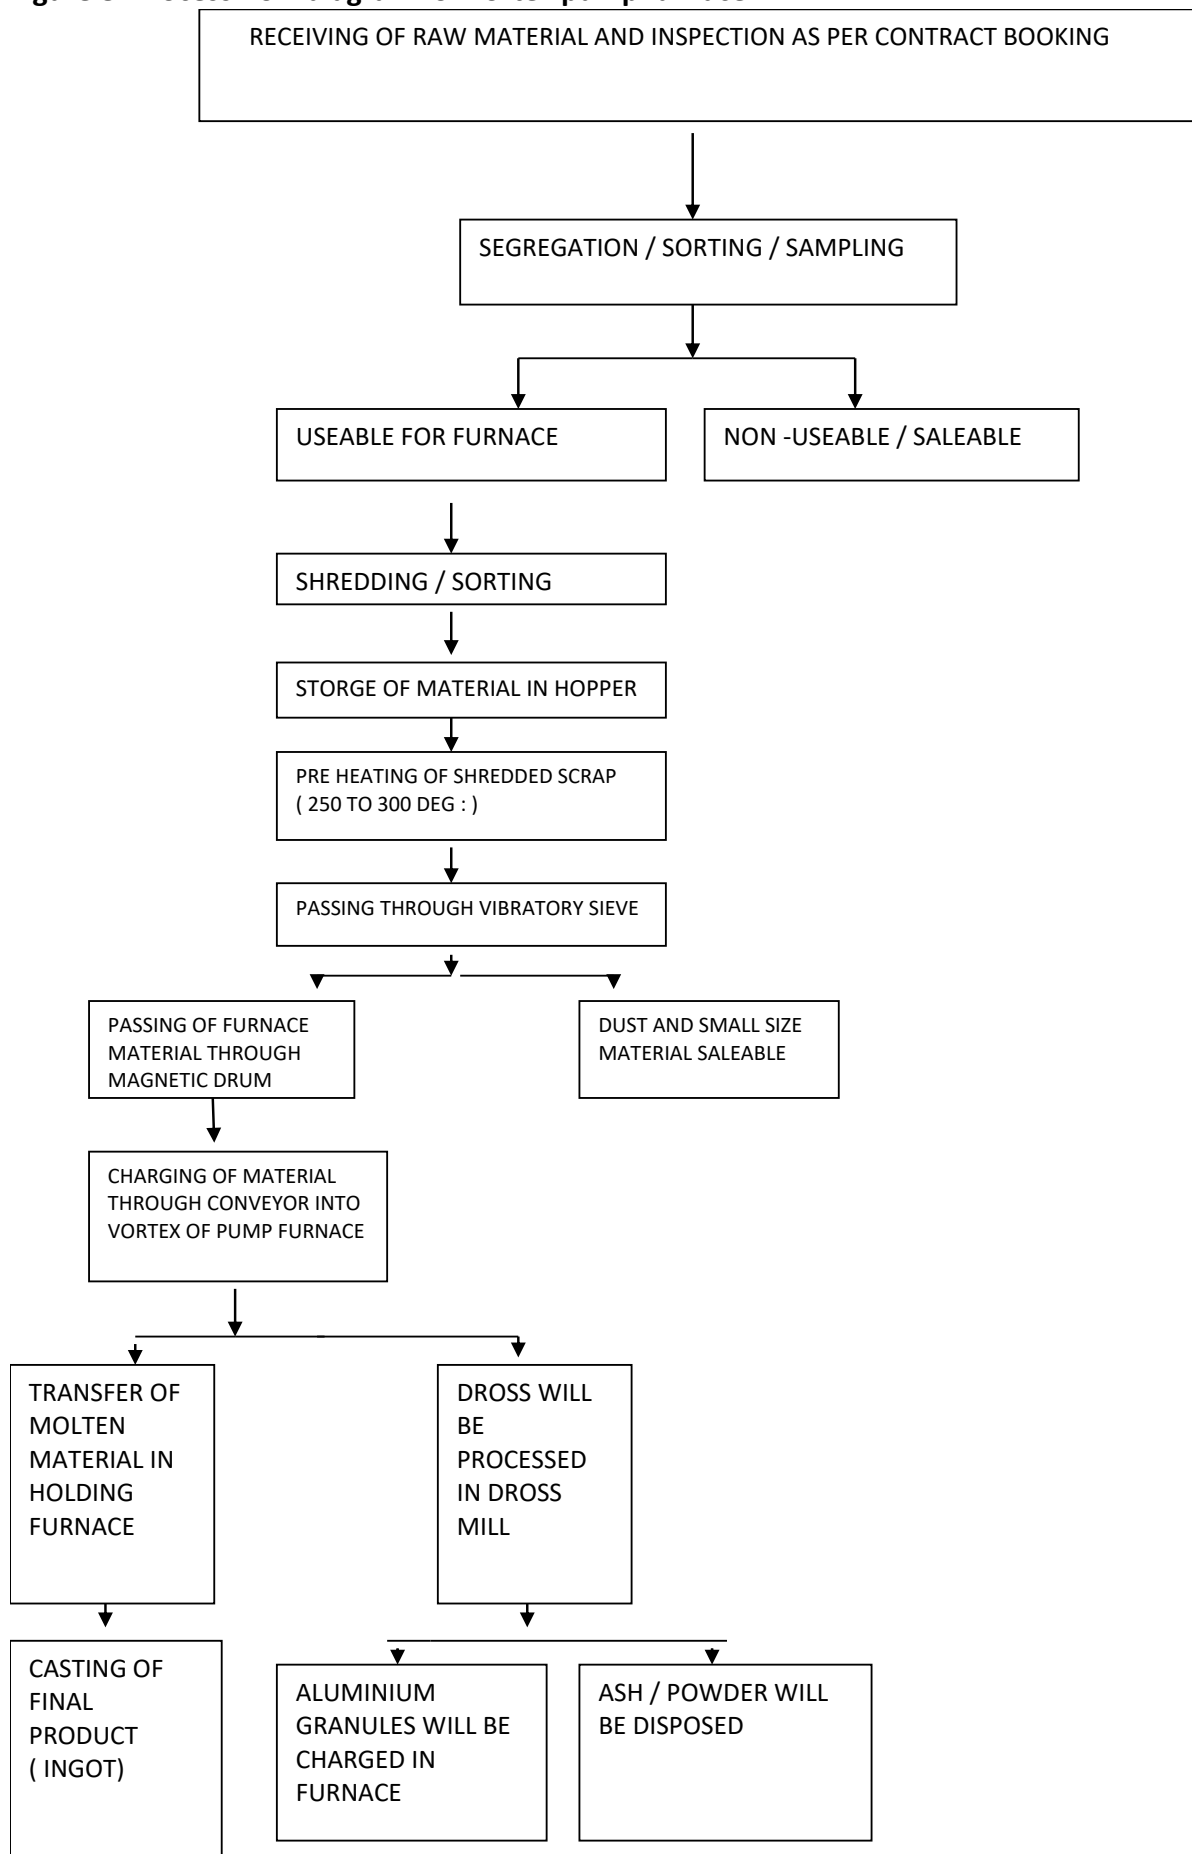 RECEIVING OF RAW MATERIAL AND INSPECTION AS PER CONTRACT BOOKING
SEGREGATION / SORTING / SAMPLING
USEABLE FOR FURNACE
NON -USEABLE / SALEABLE
SHREDDING / SORTING
STORGE OF MATERIAL IN HOPPER
PRE HEATING OF SHREDDED SCRAP
( 250 TO 300 DEG : )
PASSING THROUGH VIBRATORY SIEVE
PASSING OF FURNACE
MATERIAL THROUGH
MAGNETIC DRUM
DUST AND SMALL SIZE
MATERIAL SALEABLE
CHARGING OF MATERIAL
THROUGH CONVEYOR INTO
VORTEX OF PUMP FURNACE
TRANSFER OF
MOLTEN
MATERIAL IN
HOLDING
FURNACE
DROSS WILL
BE
PROCESSED
IN DROSS
MILL
CASTING OF
FINAL
PRODUCT
( INGOT)
ALUMINIUM
GRANULES WILL BE
CHARGED IN
FURNACE
ASH / POWDER WILL
BE DISPOSED